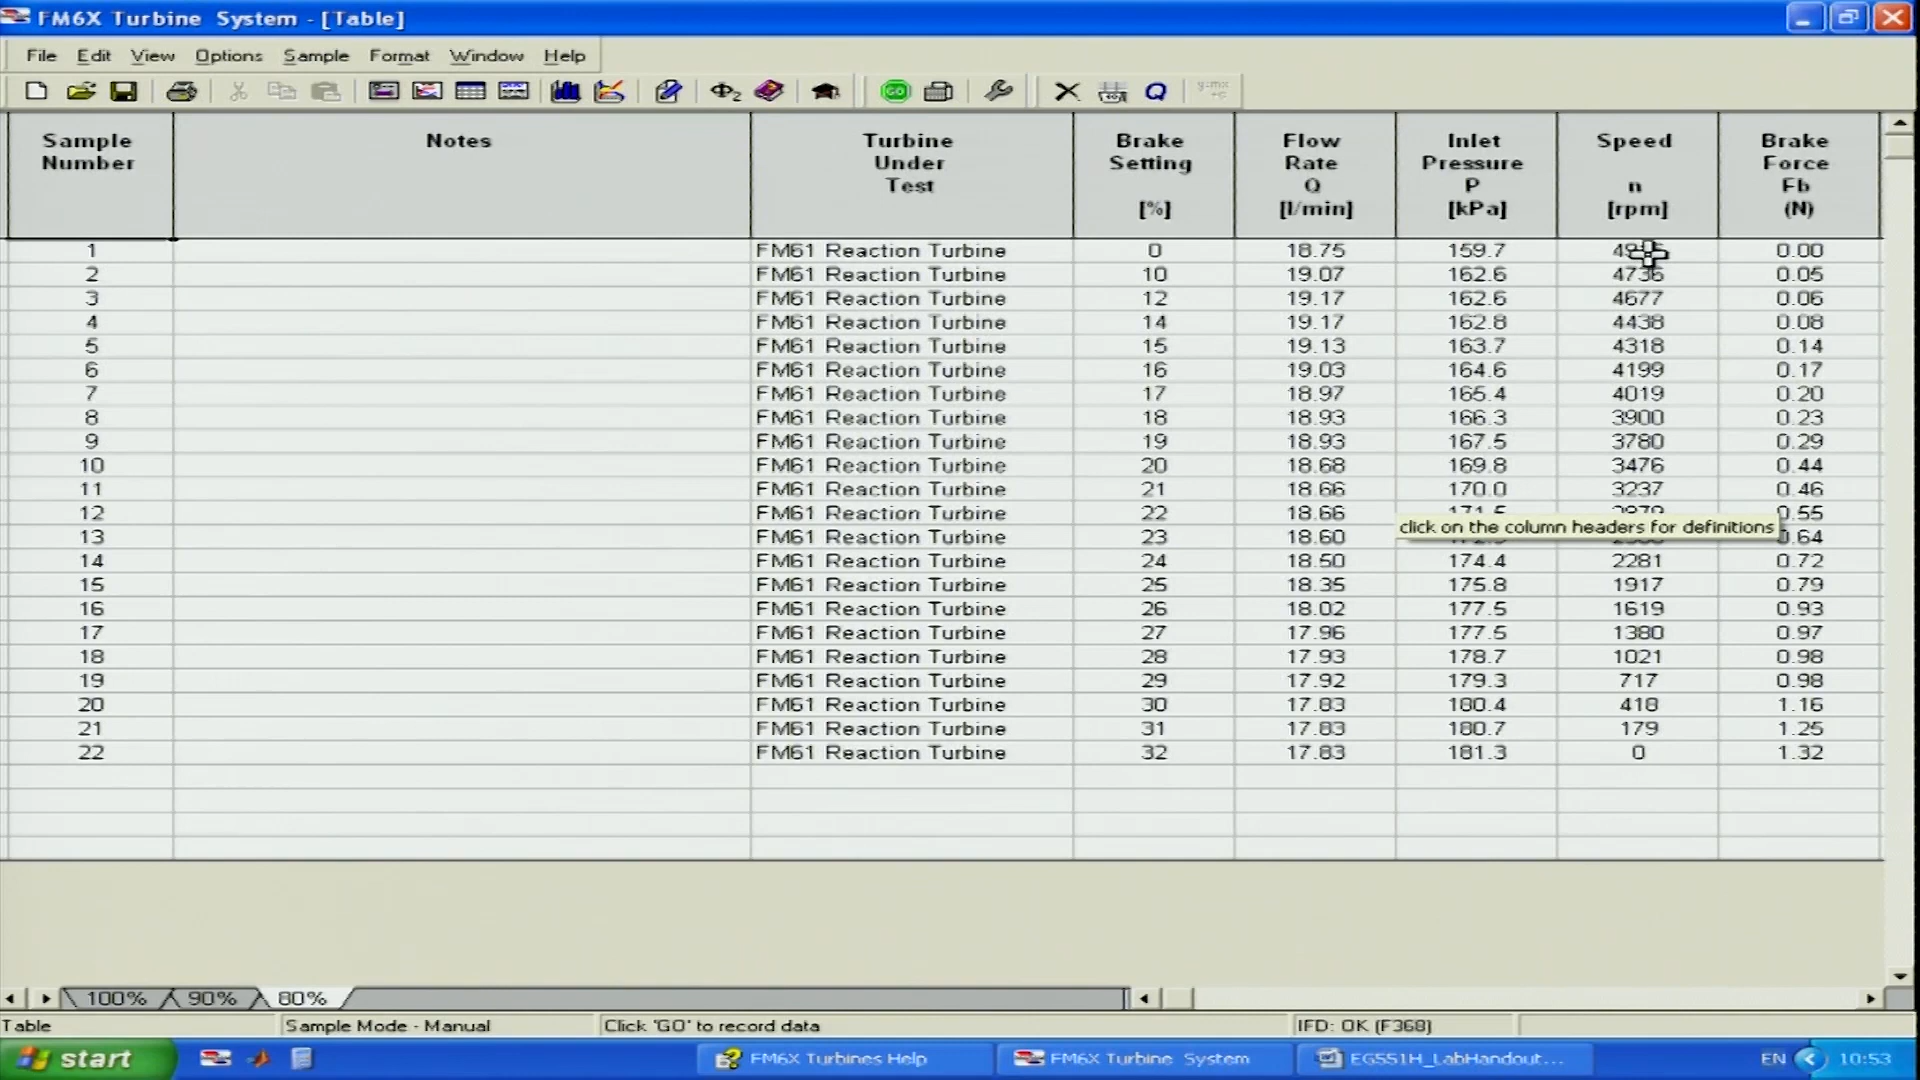 FM6X Turbine System - [Table]
File Edit View Options Sample Format Window Help
GO
Sample Number
Notes
Turbine Under Test
Brake Setting [%]
Flow Rate Q [l/min]
Inlet Pressure P [kPa]
Speed n [rpm]
Brake Force Fb (N)
1 FM61 Reaction Turbine 0 18.75 159.7 0.00
2 FM61 Reaction Turbine 10 19.07 162.6 4736 0.05
3 FM61 Reaction Turbine 12 19.17 162.6 4677 0.06
4 FM61 Reaction Turbine 14 19.17 162.8 4438 0.08
5 FM61 Reaction Turbine 15 19.13 163.7 4318 0.14
6 FM61 Reaction Turbine 16 19.03 164.6 4199 0.17
7 FM61 Reaction Turbine 17 18.97 165.4 4019 0.20
8 FM61 Reaction Turbine 18 18.93 166.3 3900 0.23
9 FM61 Reaction Turbine 19 18.93 167.5 3780 0.29
10 FM61 Reaction Turbine 20 18.68 169.8 3476 0.44
11 FM61 Reaction Turbine 21 18.66 170.0 3237 0.46
12 FM61 Reaction Turbine 22 18.66 0.55
click on the column headers for definitions
13 FM61 Reaction Turbine 23 18.60 0.64
14 FM61 Reaction Turbine 24 18.50 174.4 2281 0.72
15 FM61 Reaction Turbine 25 18.35 175.8 1917 0.79
16 FM61 Reaction Turbine 26 18.02 177.5 1619 0.93
17 FM61 Reaction Turbine 27 17.96 177.5 1380 0.97
18 FM61 Reaction Turbine 28 17.93 178.7 1021 0.98
19 FM61 Reaction Turbine 29 17.92 179.3 717 0.98
20 FM61 Reaction Turbine 30 17.83 180.4 418 1.16
21 FM61 Reaction Turbine 31 17.83 180.7 179 1.25
22 FM61 Reaction Turbine 32 17.83 181.3 0 1.32
100% 90% 80%
Table Sample Mode - Manual Click 'GO' to record data IFD: OK (F368)
start FM6X Turbines Help FM6X Turbine System EG551H_LabHandout... EN 10:53